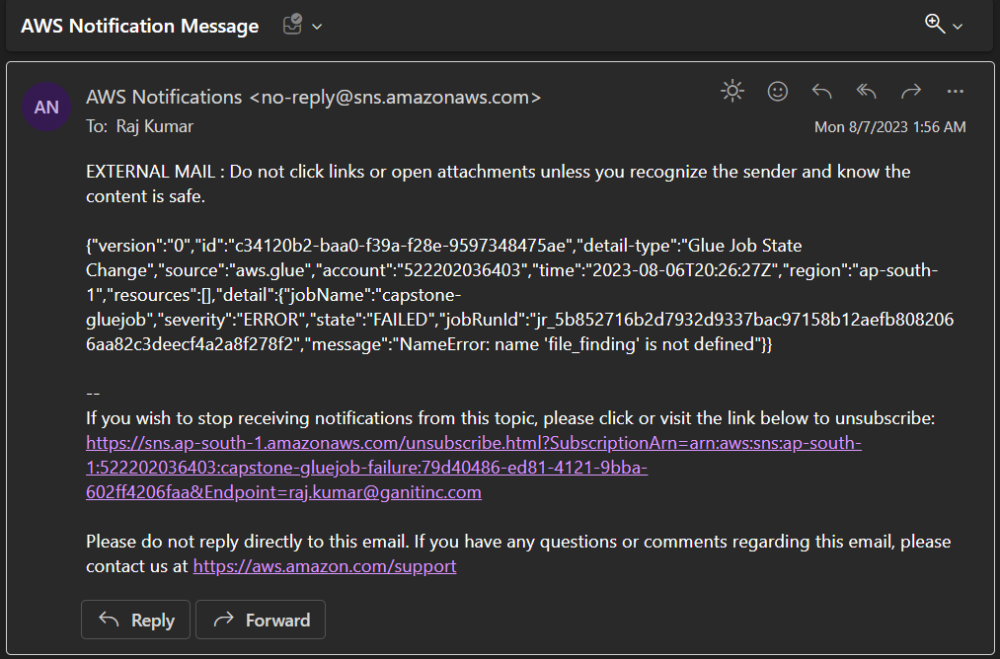 AWS Notification Message
AN
AWS Notifications <no-reply@sns.amazonaws.com>
To: Raj Kumar
Mon 8/7/2023 1:56 AM
EXTERNAL MAIL : Do not click links or open attachments unless you recognize the sender and know the
content is safe.
{"version":"0","id":"c34120b2-baa0-f39a-f28e-9597348475ae","detail-type":"Glue Job State
Change","source":"aws.glue","account":"522202036403","time":"2023-08-06T20:26:27Z","region":"ap-south-
1","resources":[],"detail":{"jobName":"capstone-
gluejob","severity":"ERROR","state":"FAILED","jobRunId":"jr_5b852716b2d7932d9337bac97158b12aefb808206
6aa82c3deecf4a2a8f278f2","message":"NameError: name 'file_finding' is not defined"}}
--
If you wish to stop receiving notifications from this topic, please click or visit the link below to unsubscribe:
https://sns.ap-south-1.amazonaws.com/unsubscribe.html?SubscriptionArn=arn:aws:sns:ap-south-
1:522202036403:capstone-gluejob-failure:79d40486-ed81-4121-9bba-
602ff4206faa&Endpoint=raj.kumar@ganitinc.com
Please do not reply directly to this email. If you have any questions or comments regarding this email, please
contact us at https://aws.amazon.com/support
Reply
Forward